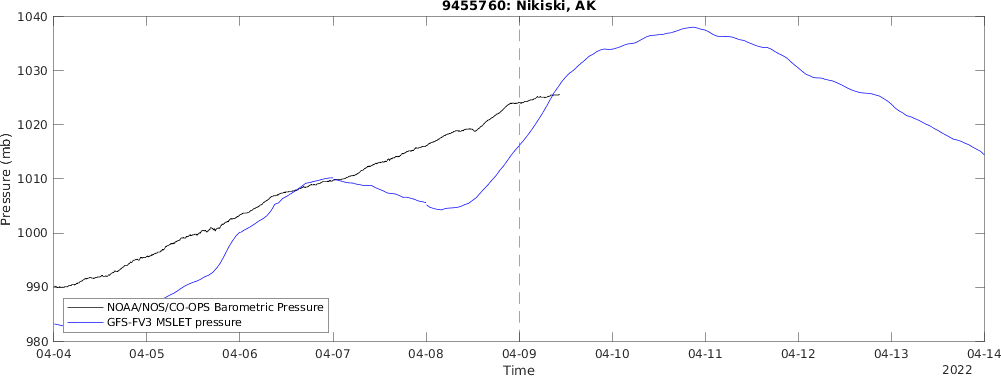 9455760: Nikiski, AK
1040
1030
1020
1010
1000
990
980
Pressure (mb)
NOAA/NOS/CO-OPS Barometric Pressure
GFS-FV3 MSLET pressure
04-04 04-05 04-06 04-07 04-08 04-09 04-10 04-11 04-12 04-13 04-14
Time
2022